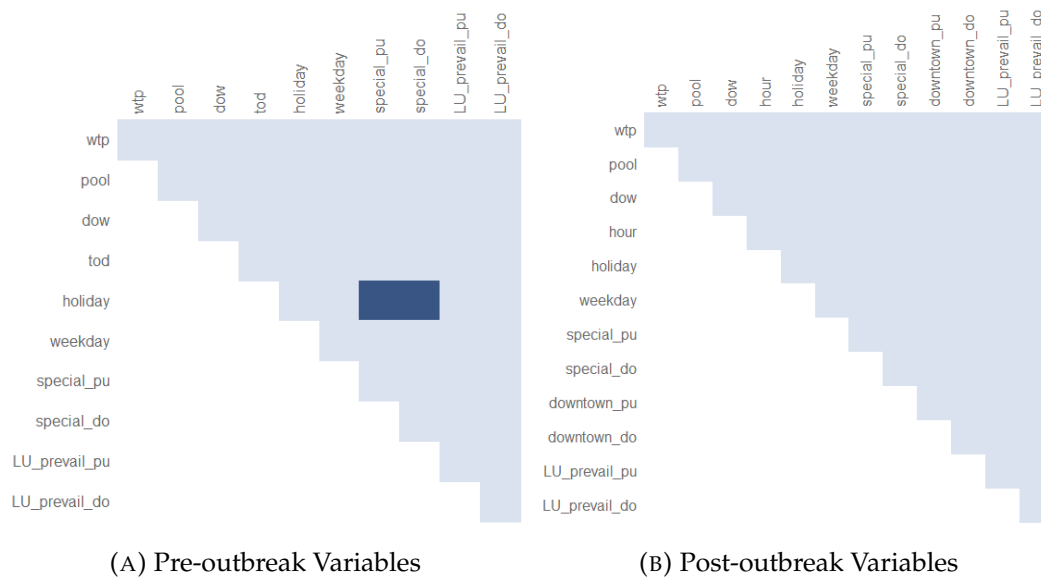 wtp
pool
dow
tod
holiday
weekday
special_pu
special_do
LU_prevail_pu
LU_prevail_do
wtp
pool
dow
tod
holiday
weekday
special_pu
special_do
LU_prevail_pu
LU_prevail_do
(A) Pre-outbreak Variables
wtp
pool
dow
hour
holiday
weekday
special_pu
special_do
downtown_pu
downtown_do
LU_prevail_pu
LU_prevail_do
wtp
pool
dow
hour
holiday
weekday
special_pu
special_do
downtown_pu
downtown_do
LU_prevail_pu
LU_prevail_do
(B) Post-outbreak Variables